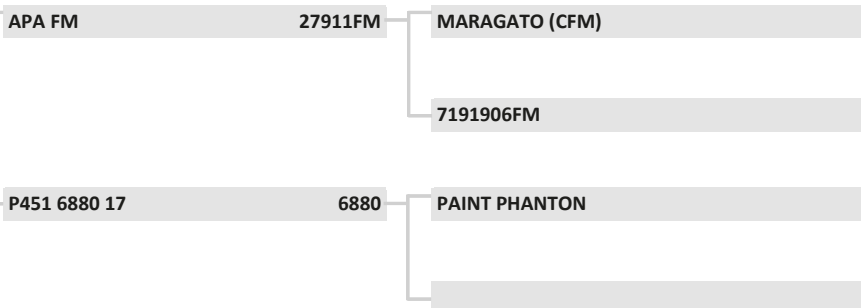 APA FM 27911FM MARAGATO (CFM)
7191906FM
P451 6880 17 6880 PAINT PHANTON